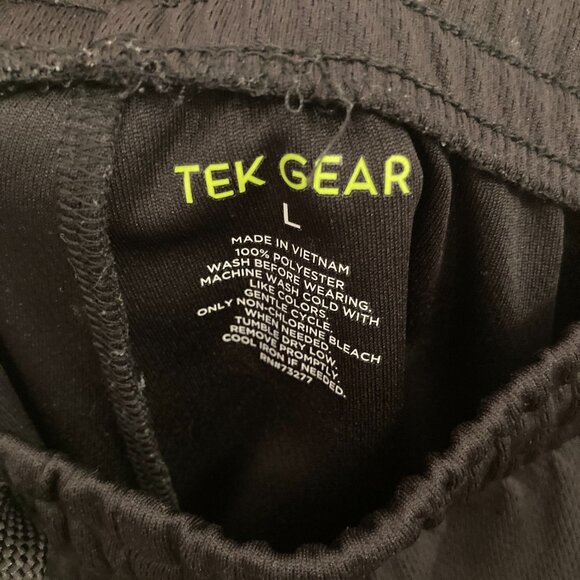 TEK GEAR
L
MADE IN VIETNAM
100% POLYESTER
WASH BEFORE WEARING.
MACHINE WASH COLD WITH
LIKE COLORS,
GENTLE CYCLE.
ONLY NON-CHLORINE BLEACH
WHEN NEEDED.
TUMBLE DRY LOW.
REMOVE PROMPTLY.
COOL IRON IF NEEDED.
RN#73277